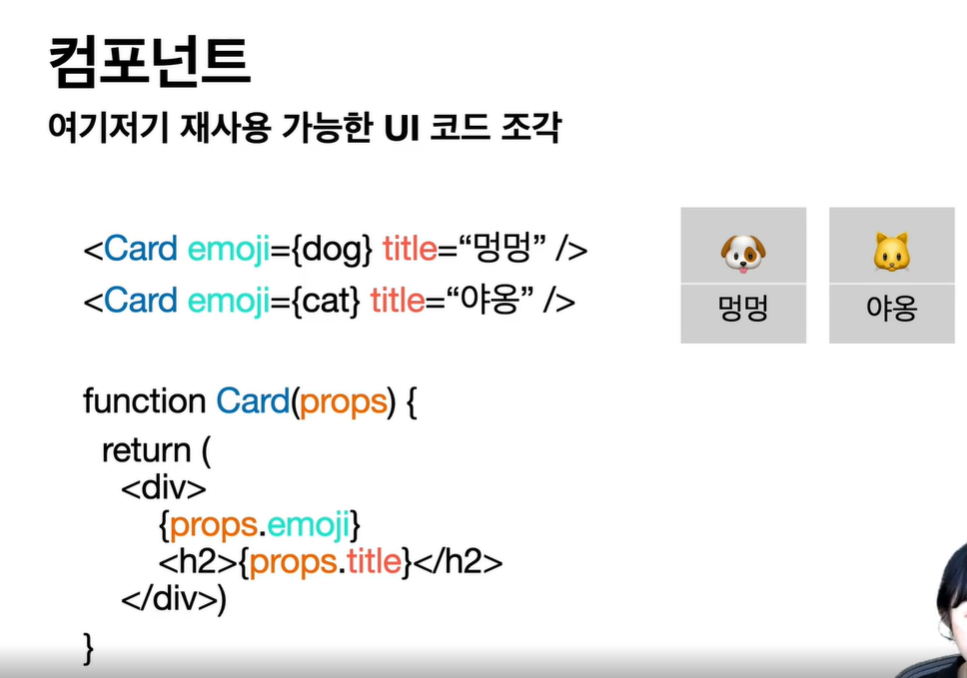 컴포넌트
여기저기 재사용 가능한 UI 코드 조각
<Card emoji={dog} title=“멍멍” />
<Card emoji={cat} title=“야옹” />
멍멍
야옹
function Card(props) {
return (
<div>
{props.emoji}
<h2>{props.title}</h2>
</div>)
}